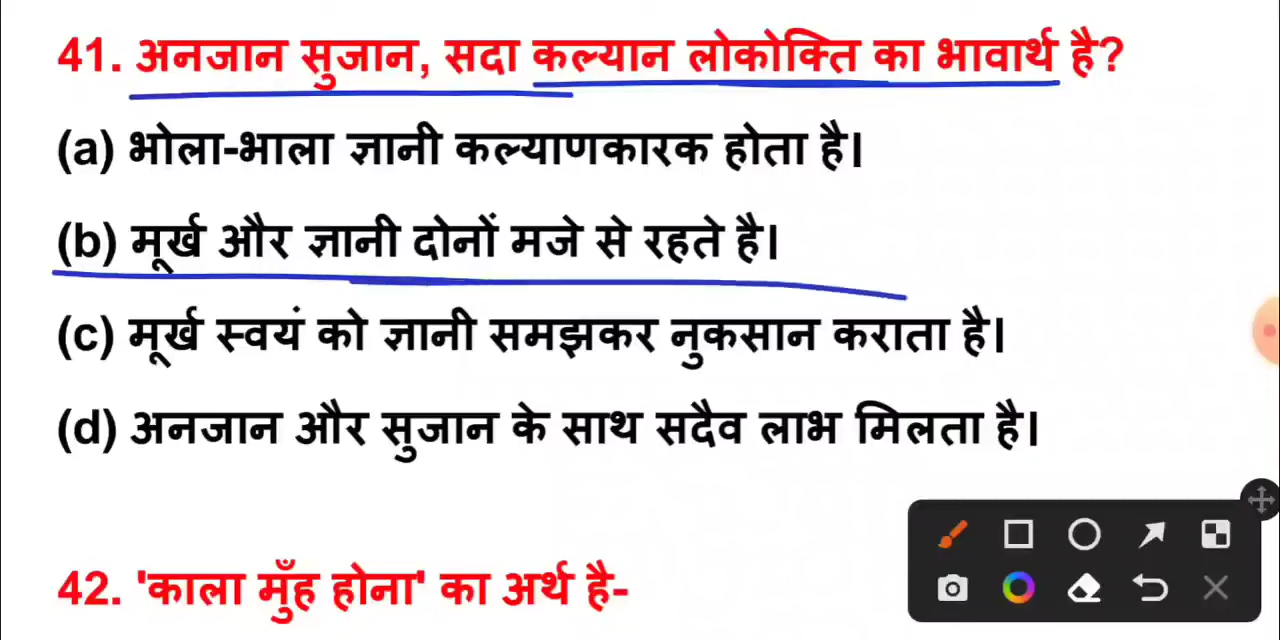 41. अनजान सुजान, सदा कल्यान लोकोक्ति का भावार्थ है?
(a) भोला-भाला ज्ञानी कल्याणकारक होता है।
(b) मूर्ख और ज्ञानी दोनों मजे से रहते है।
(c) मूर्ख स्वयं को ज्ञानी समझकर नुकसान कराता है।
(d) अनजान और सुजान के साथ सदैव लाभ मिलता है।
42. 'काला मुँह होना' का अर्थ है-